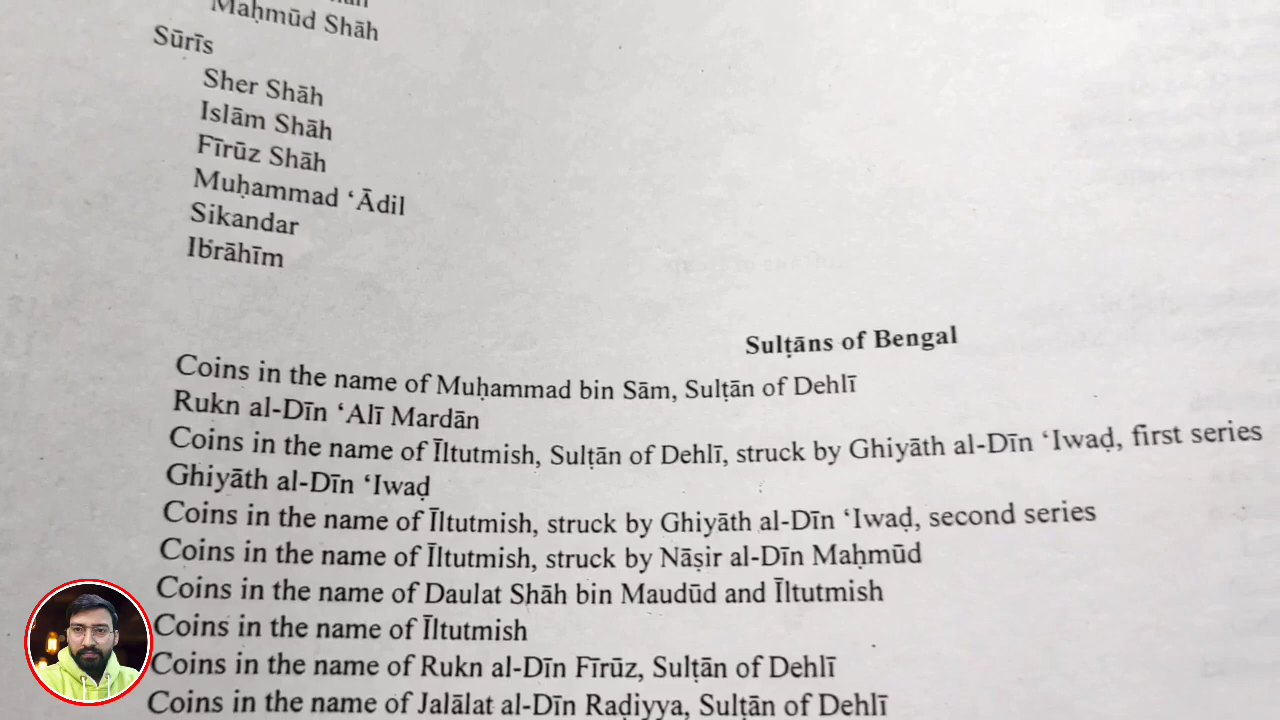 Maḥmūd Shāh
Sūrīs
Sher Shāh
Islām Shāh
Fīrūz Shāh
Muḥammad ‘Ādil
Sikandar
Ibrāhīm
Sulṭāns of Bengal
Coins in the name of Muḥammad bin Sām, Sulṭān of Dehlī
Rukn al-Dīn ‘Alī Mardān
Coins in the name of Īltutmish, Sulṭān of Dehlī, struck by Ghiyāth al-Dīn ‘Iwaḍ, first series
Ghiyāth al-Dīn ‘Iwaḍ
Coins in the name of Īltutmish, struck by Ghiyāth al-Dīn ‘Iwaḍ, second series
Coins in the name of Īltutmish, struck by Nāṣir al-Dīn Maḥmūd
Coins in the name of Daulat Shāh bin Maudūd and Īltutmish
Coins in the name of Īltutmish
Coins in the name of Rukn al-Dīn Fīrūz, Sulṭān of Dehlī
Coins in the name of Jalālat al-Dīn Raḍiyya, Sulṭān of Dehlī